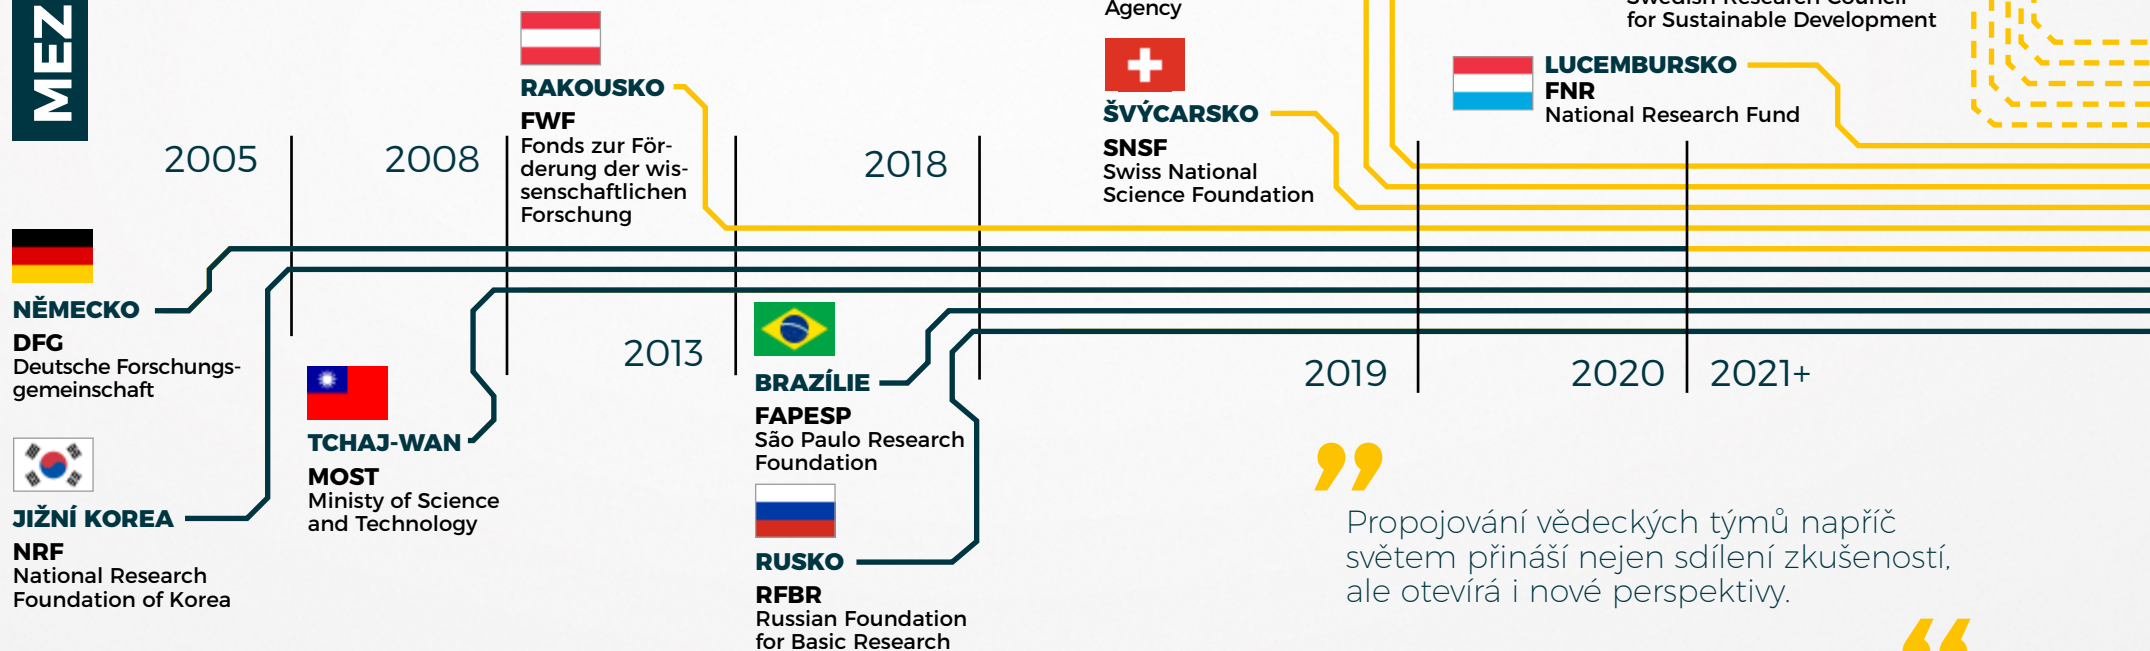 MEZ
Agency
for Sustainable Development
RAKOUSKO
FWF
Fonds zur För-
derung der wis-
senschaftlichen
Forschung
ŠVÝCARSKO
SNSF
Swiss National
Science Foundation
LUCEMBURSKO
FNR
National Research Fund
2005
2008
2018
NĚMECKO
DFG
Deutsche Forschungs-
gemeinschaft
2013
2019
2020
2021+
TCHAJ-WAN
MOST
Ministy of Science
and Technology
BRAZÍLIE
FAPESP
São Paulo Research
Foundation
JIŽNÍ KOREA
NRF
National Research
Foundation of Korea
RUSKO
RFBR
Russian Foundation
for Basic Research
”
Propojování vědeckých týmů napříč
světem přináší nejen sdílení zkušeností,
ale otevírá i nové perspektivy.
“